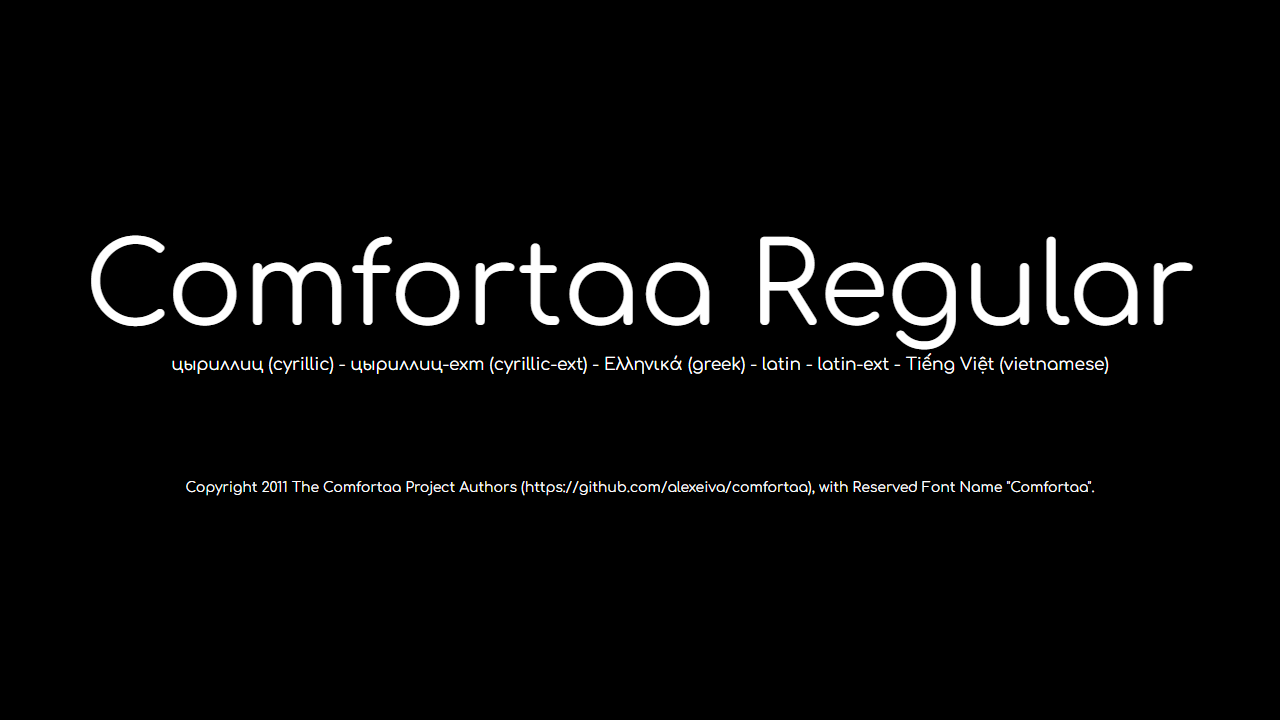 Comfortaa Regular
цыриллиц (cyrillic) - цыриллиц-ext (cyrillic-ext) - Ελληνικά (greek) - latin - latin-ext - Tiếng Việt (vietnamese)
Copyright 2011 The Comfortaa Project Authors (https://github.com/alexeiva/comfortaa), with Reserved Font Name "Comfortaa".